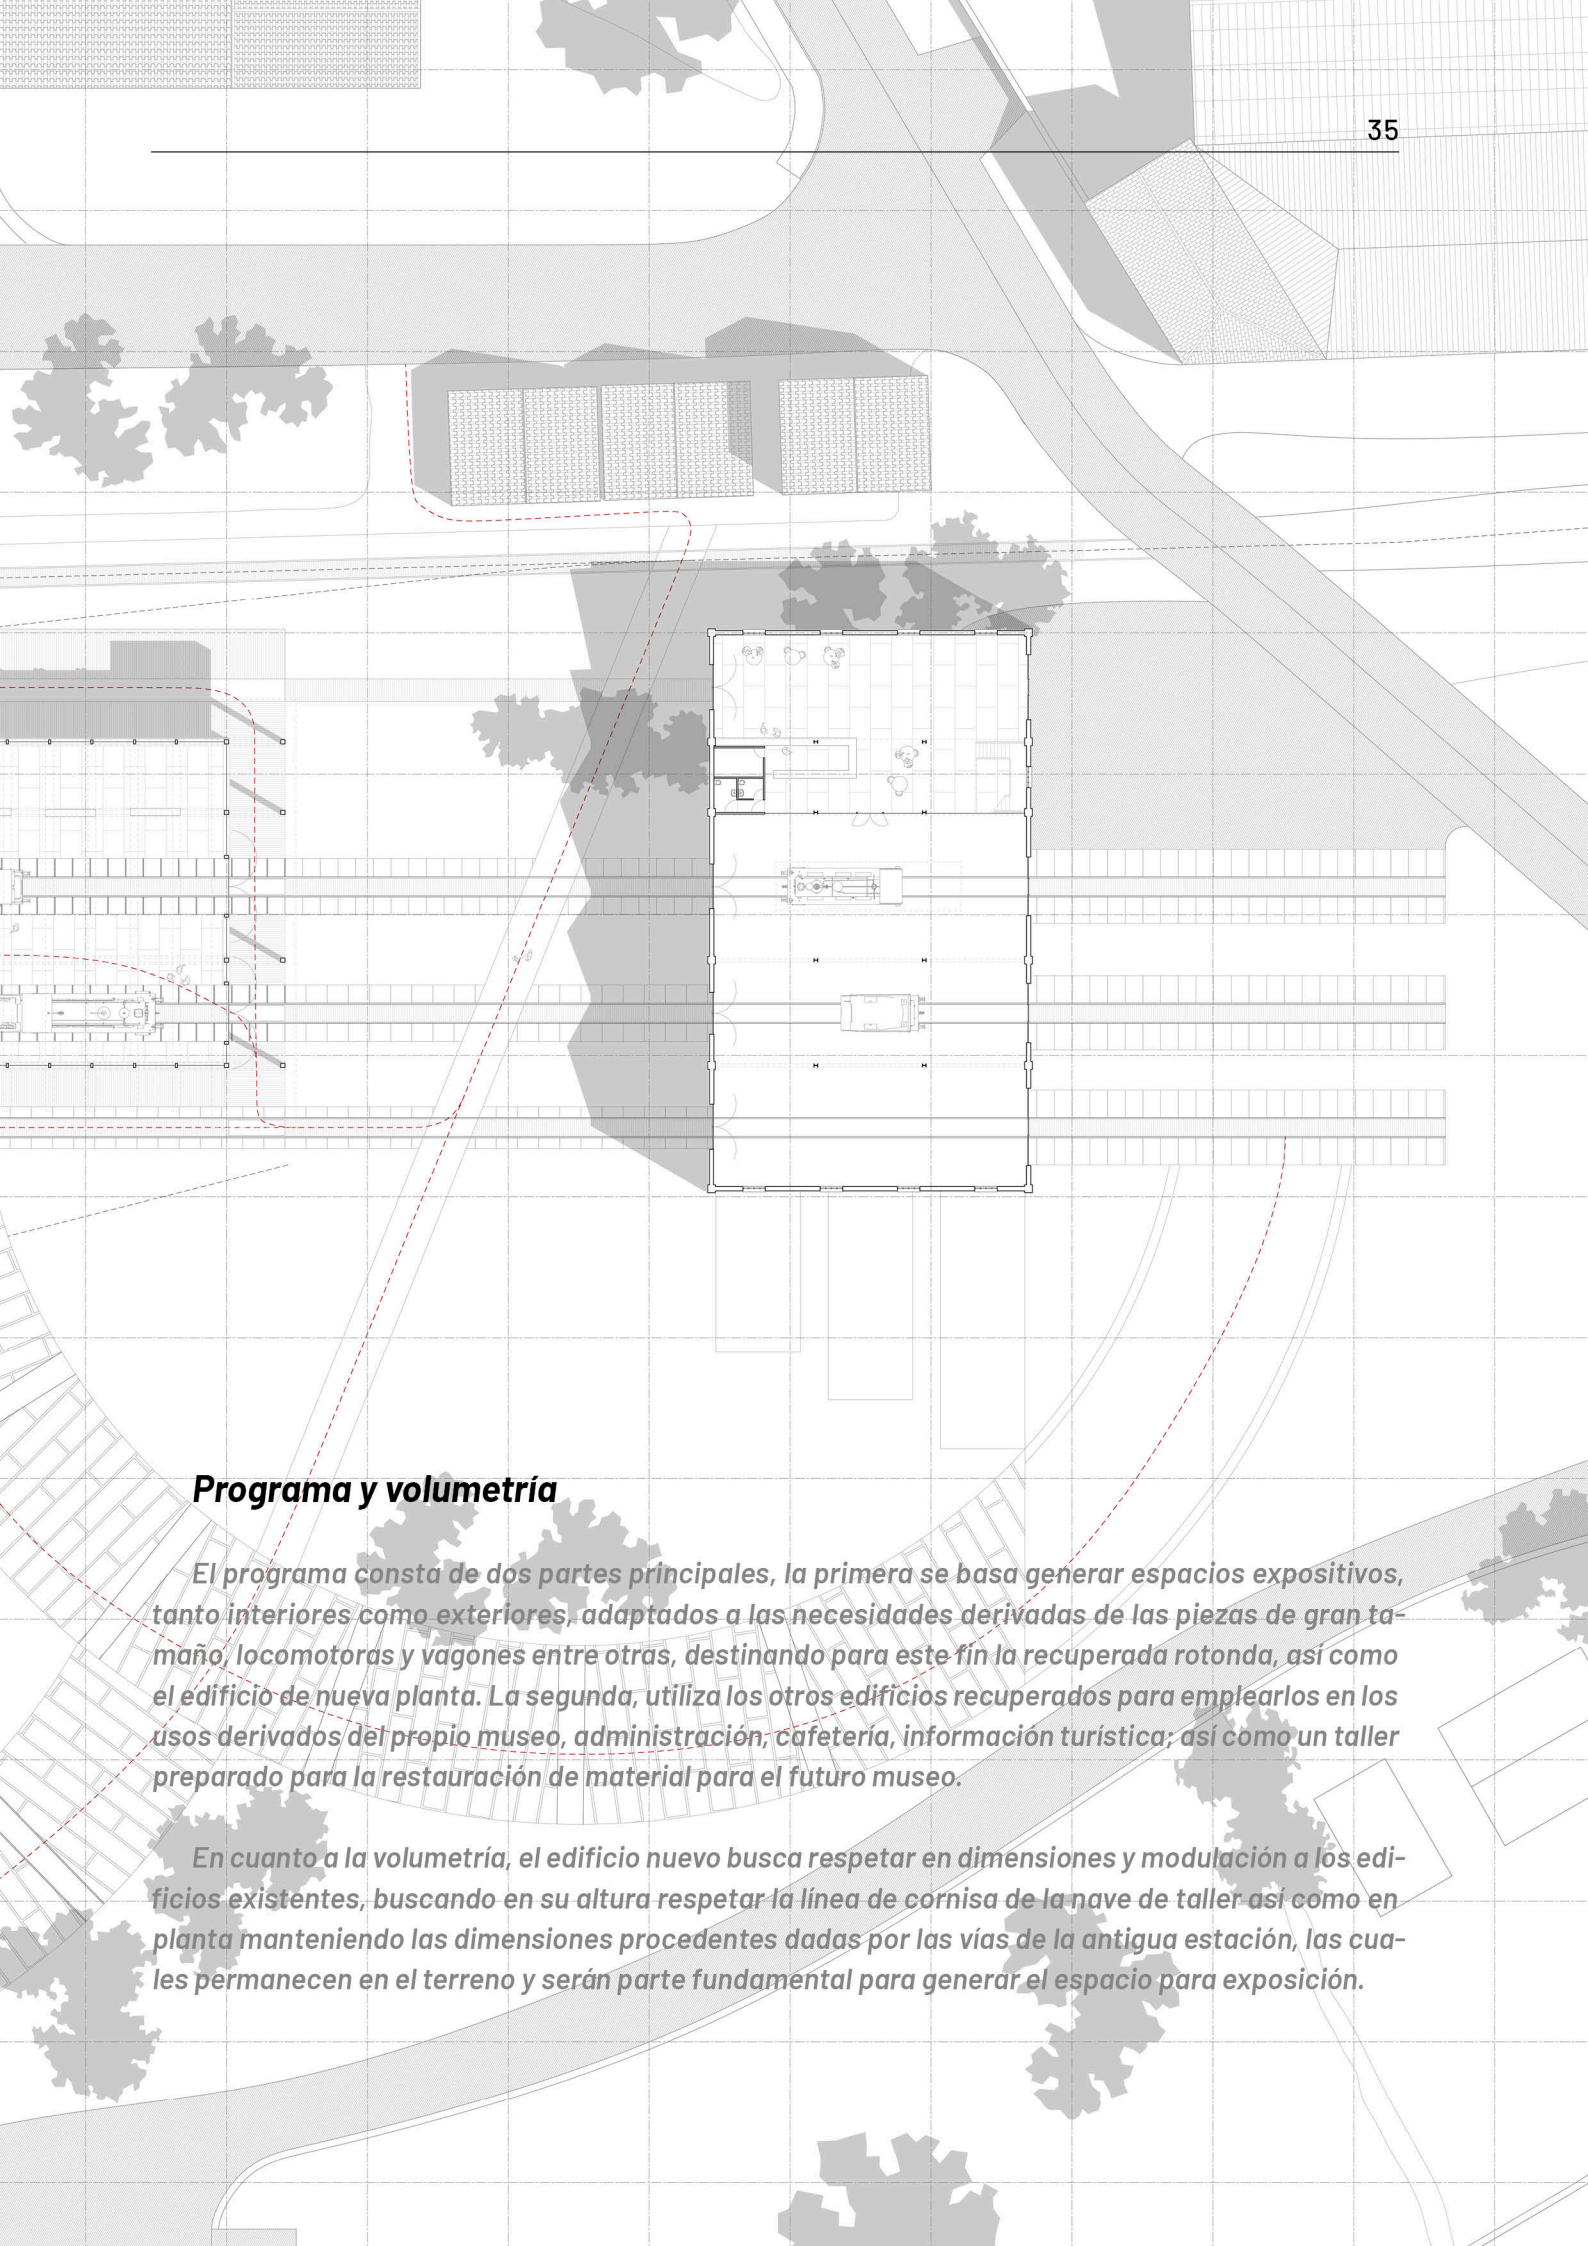 35
Programa y volumetría
El programa consta de dos partes principales, la primera se basa generar espacios expositivos,
tanto interiores como exteriores, adaptados a las necesidades derivadas de las piezas de gran ta-
maño, locomotoras y vagones entre otras, destinando para este fin la recuperada rotonda, así como
el edificio de nueva planta. La segunda, utiliza los otros edificios recuperados para emplearlos en los
usos derivados del propio museo, administración, cafetería, información turística; así como un taller
preparado para la restauración de material para el futuro museo.
En cuanto a la volumetría, el edificio nuevo busca respetar en dimensiones y modulación a los edi-
ficios existentes, buscando en su altura respetar la línea de cornisa de la nave de taller así como en
planta manteniendo las dimensiones procedentes dadas por las vías de la antigua estación, las cua-
les permanecen en el terreno y serán parte fundamental para generar el espacio para exposición.